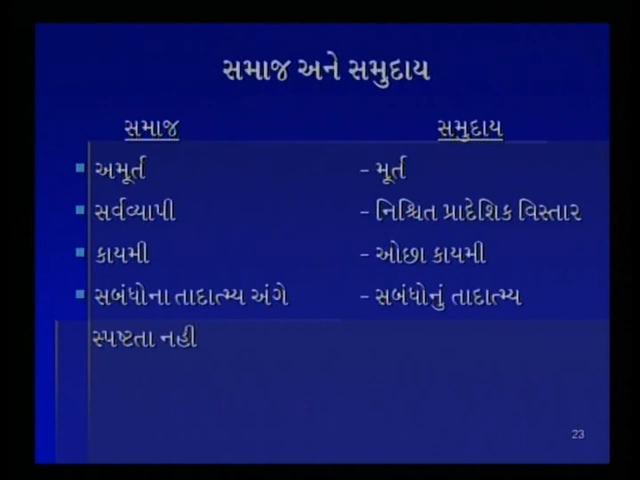 સમાજ અને સમુદાય
સમાજ સમુદાય
અમૂર્ત - મૂર્ત
સર્વવ્યાપી - નિશ્ચિત પ્રાદેશિક વિસ્તાર
કાયમી - ઓછા કાયમી
સબંધોના તાદાત્મ્ય અંગે - સબંધોનું તાદાત્મ્ય
સ્પષ્ટતા નહી
23